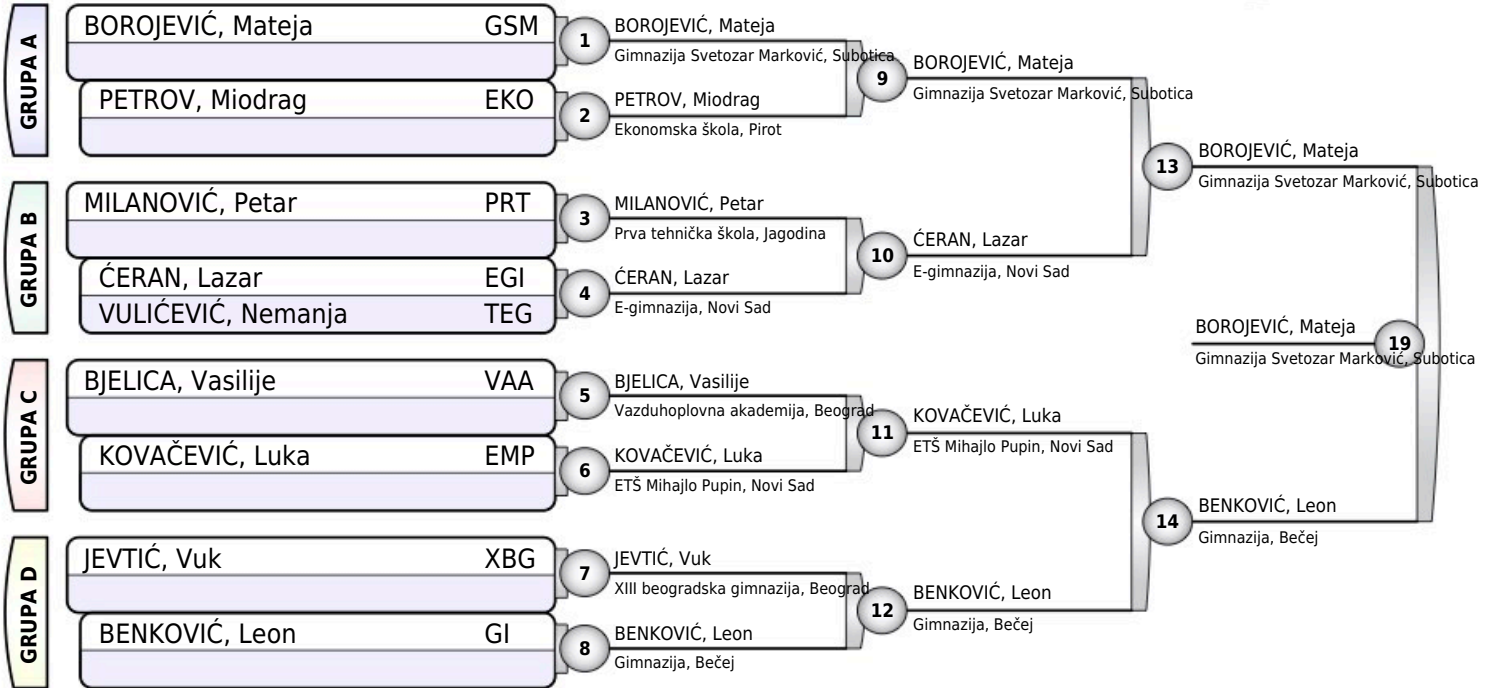 GRUPA A
BOROJEVIĆ, Mateja GSM
PETROV, Miodrag EKO
1
BOROJEVIĆ, Mateja
Gimnazija Svetozar Marković, Subotica
2
PETROV, Miodrag
Ekonomska škola, Pirot
9
BOROJEVIĆ, Mateja
Gimnazija Svetozar Marković, Subotica
GRUPA B
MILANOVIĆ, Petar PRT
ĆERAN, Lazar EGI
VULIĆEVIĆ, Nemanja TEG
3
MILANOVIĆ, Petar
Prva tehnička škola, Jagodina
4
ĆERAN, Lazar
E-gimnazija, Novi Sad
10
ĆERAN, Lazar
E-gimnazija, Novi Sad
13
BOROJEVIĆ, Mateja
Gimnazija Svetozar Marković, Subotica
GRUPA C
BJELICA, Vasilije VAA
KOVAČEVIĆ, Luka EMP
5
BJELICA, Vasilije
Vazduhoplovna akademija, Beograd
6
KOVAČEVIĆ, Luka
ETŠ Mihajlo Pupin, Novi Sad
11
KOVAČEVIĆ, Luka
ETŠ Mihajlo Pupin, Novi Sad
GRUPA D
JEVTIĆ, Vuk XBG
BENKOVIĆ, Leon GI
7
JEVTIĆ, Vuk
XIII beogradska gimnazija, Beograd
8
BENKOVIĆ, Leon
Gimnazija, Bečej
12
BENKOVIĆ, Leon
Gimnazija, Bečej
14
BENKOVIĆ, Leon
Gimnazija, Bečej
19
BOROJEVIĆ, Mateja
Gimnazija Svetozar Marković, Subotica